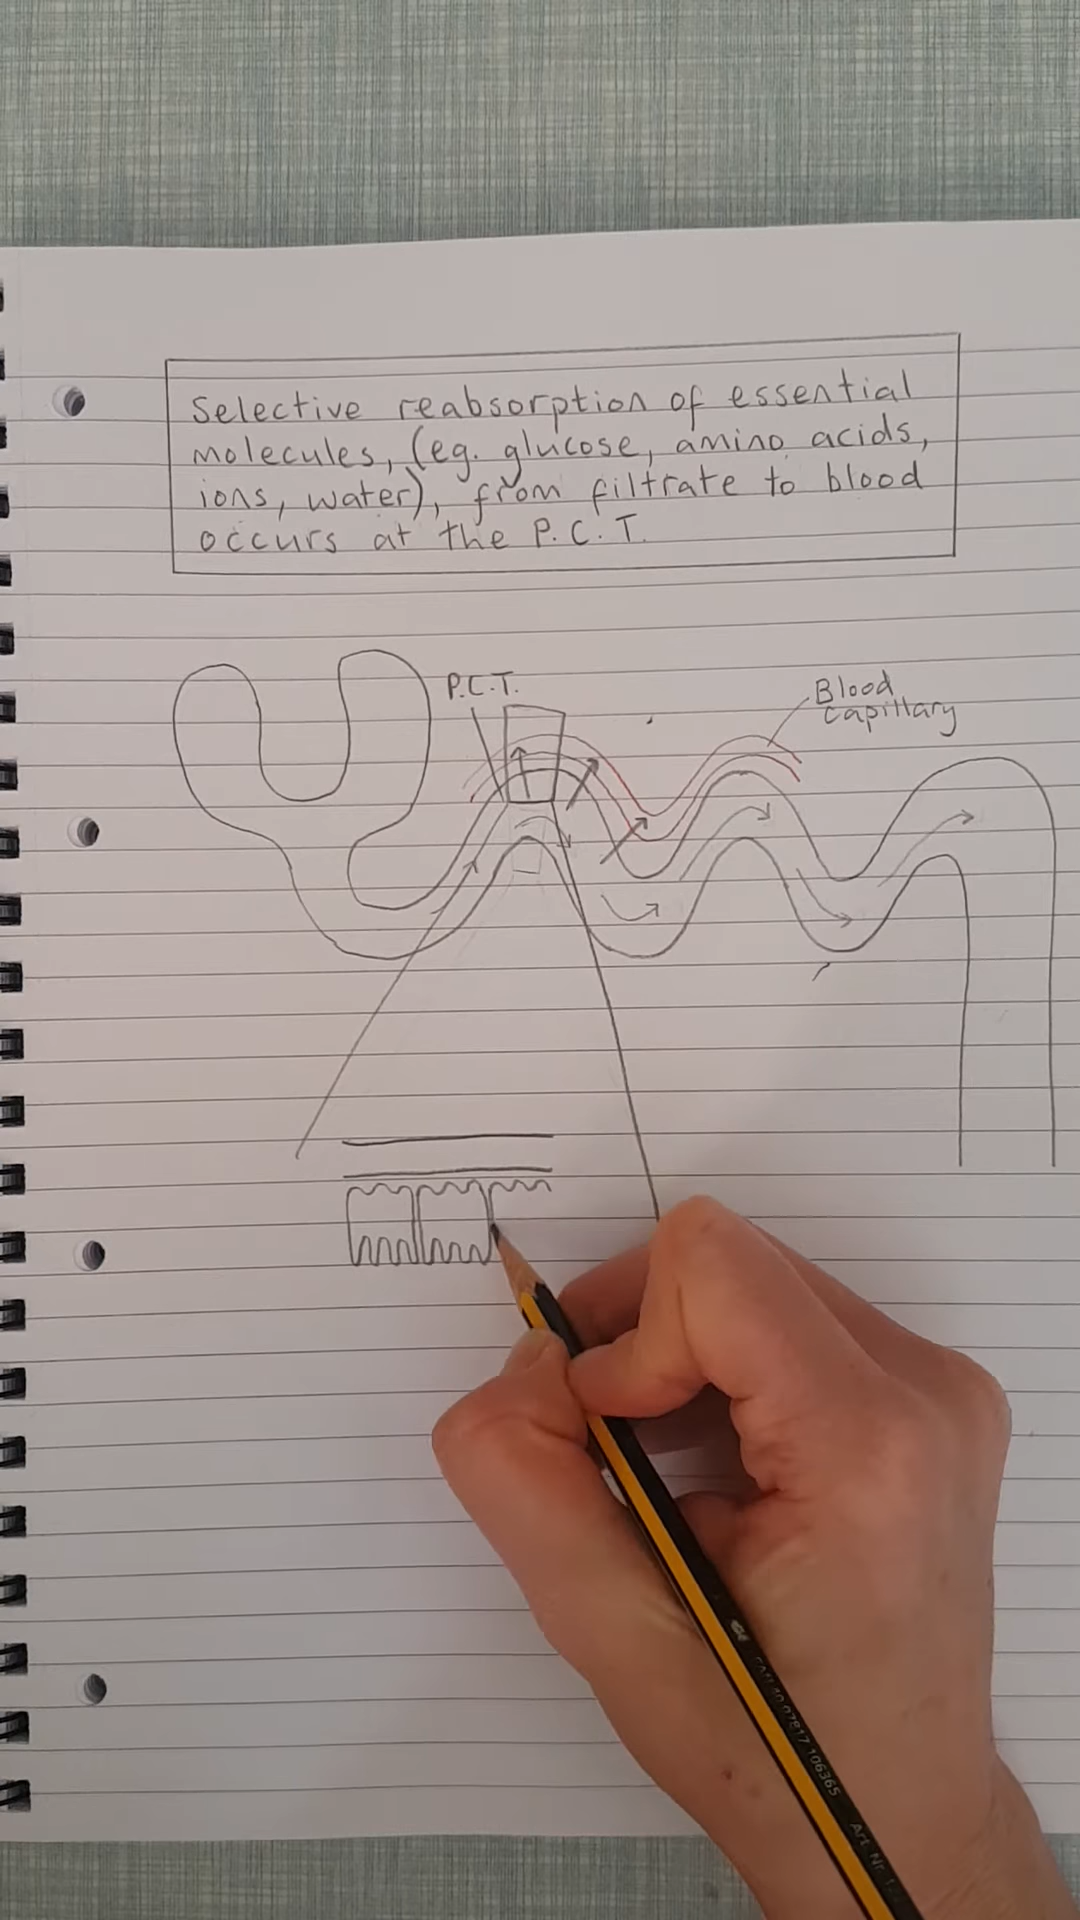 Selective reabsorption of essential
molecules, (eg. glucose, amino acids,
ions, water), from filtrate to blood
occurs at the P.C.T.
P.C.T.
Blood
capillary